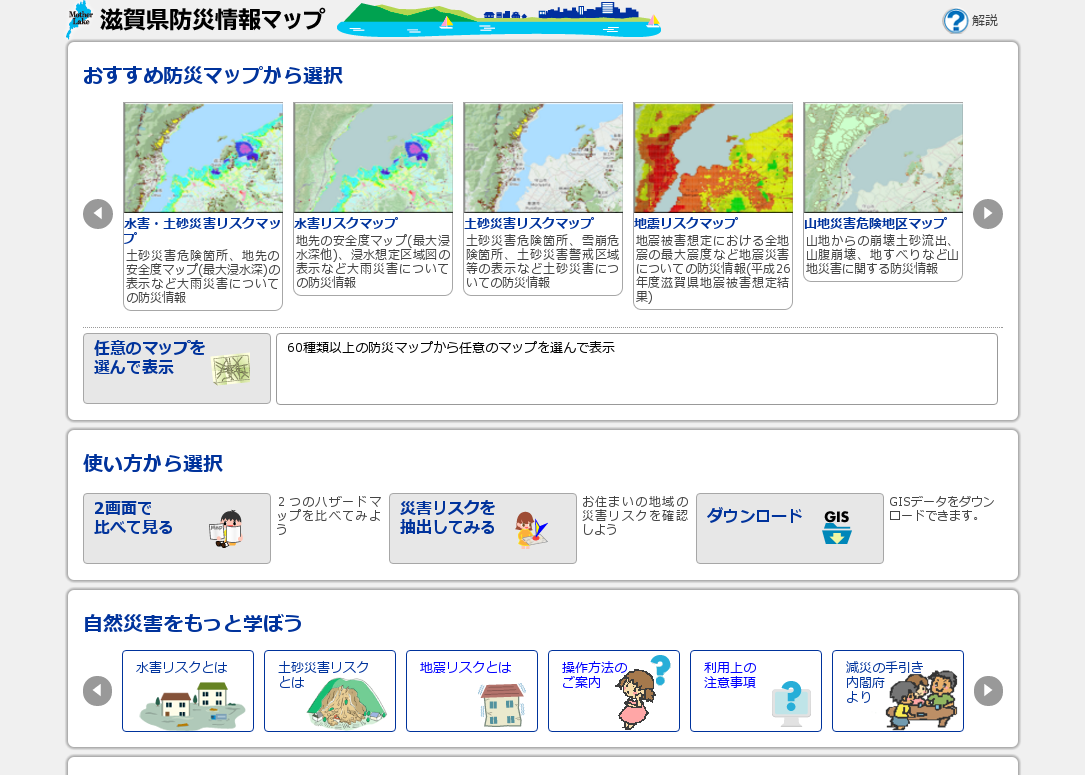 Mother Lake
滋賀県防災情報マップ
解説
おすすめ防災マップから選択
水害・土砂災害リスクマッ
プ
土砂災害危険箇所、地先の
安全度マップ(最大浸水深)の
表示など大雨災害について
の防災情報
水害リスクマップ
地先の安全度マップ(最大浸
水深他)、浸水想定区域図の
表示など大雨災害について
の防災情報
土砂災害リスクマップ
土砂災害危険箇所、雪崩危
険箇所、土砂災害警戒区域
等の表示など土砂災害につ
いての防災情報
地震リスクマップ
地震被害想定における全地
震の最大震度など地震災害
についての防災情報(平成26
年度滋賀県地震被害想定結
果)
山地災害危険地区マップ
山地からの崩壊土砂流出、
山腹崩壊、地すべりなど山
地災害に関する防災情報
任意のマップを
選んで表示
60種類以上の防災マップから任意のマップを選んで表示
使い方から選択
2画面で
比べて見る
２つのハザードマ
ップを比べてみよ
う
災害リスクを
抽出してみる
お住まいの地域の
災害リスクを確認
しよう
ダウンロード
GIS
GISデータをダウン
ロードできます。
自然災害をもっと学ぼう
水害リスクとは
土砂災害リスク
とは
地震リスクとは
操作方法の
ご案内
利用上の
注意事項
減災の手引き
内閣府
より